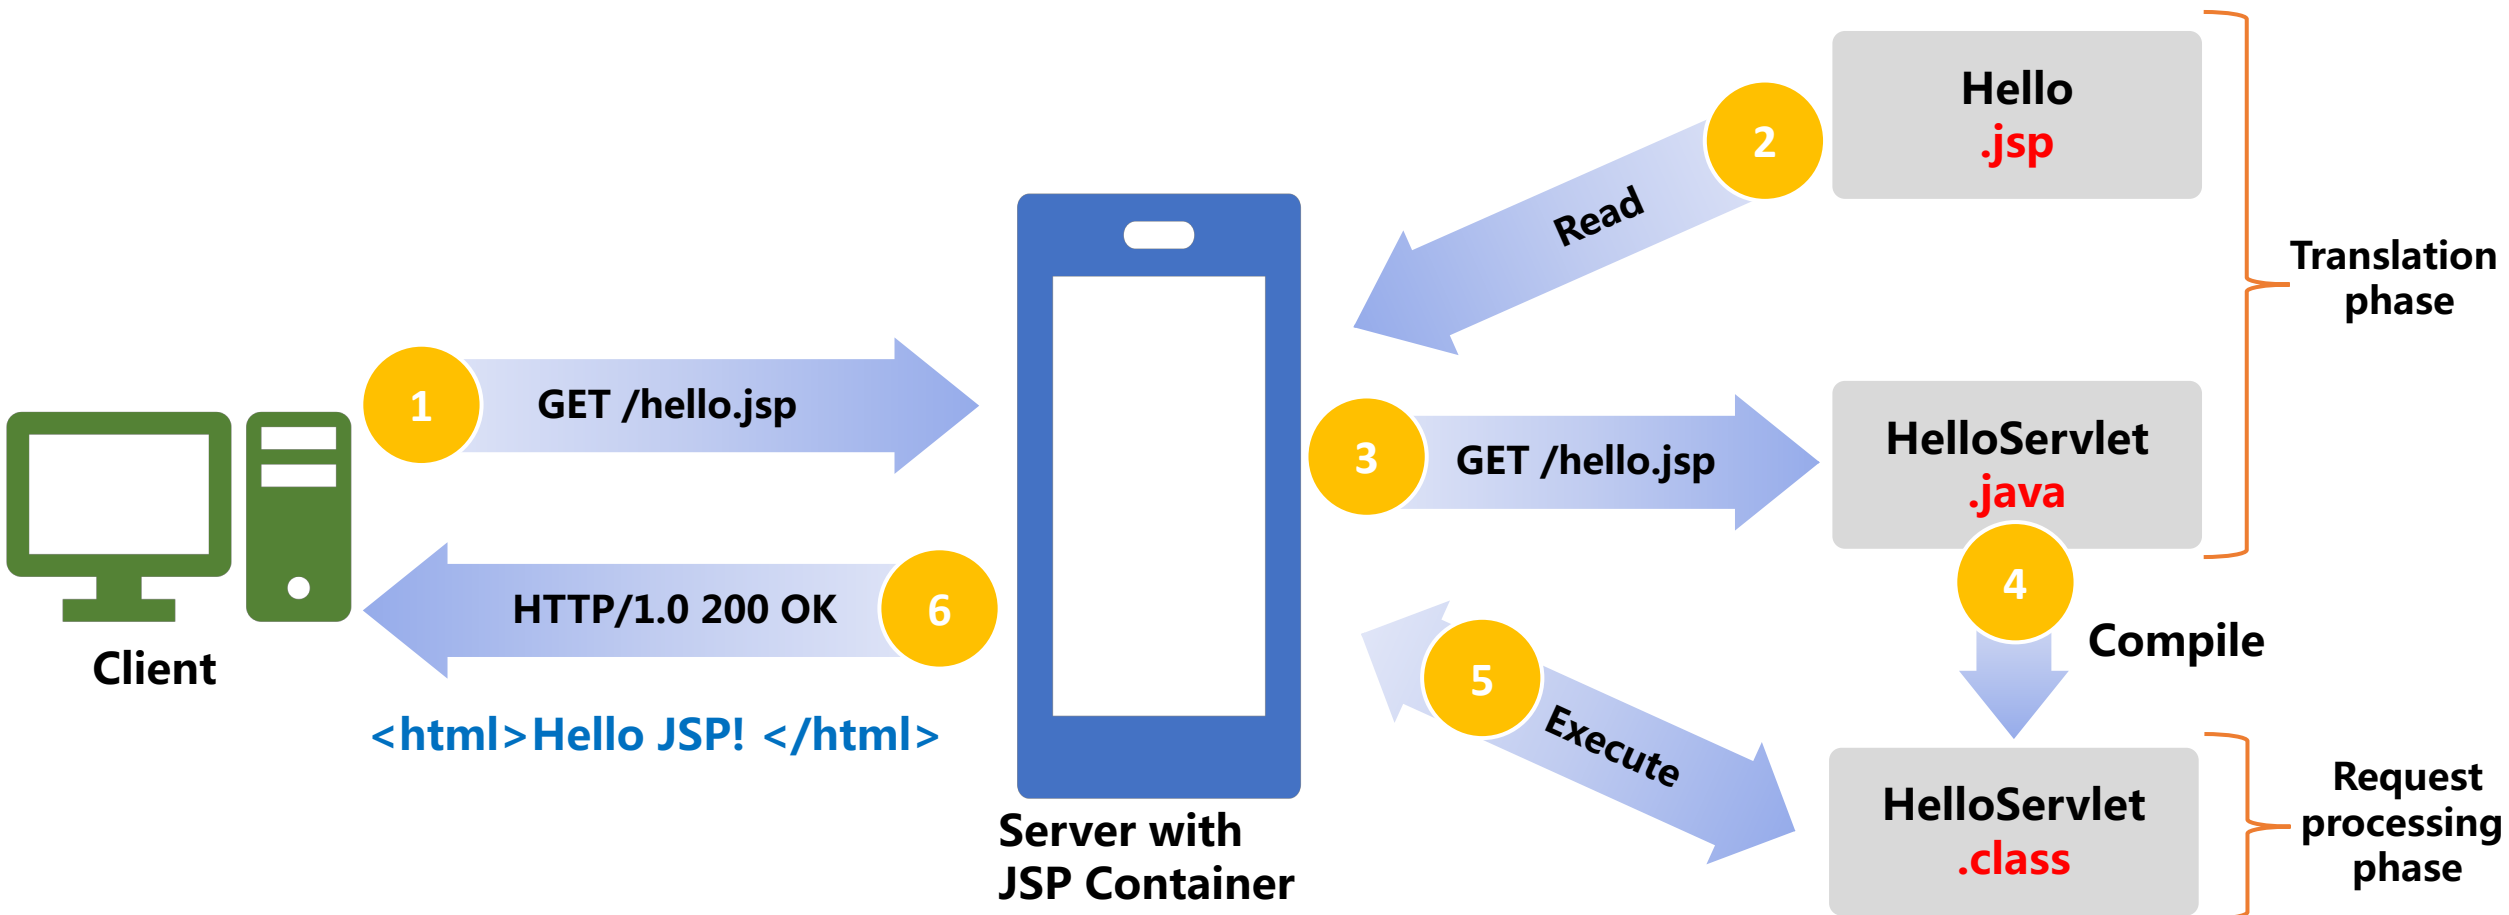 Hello
.jsp
2
Read
Translation
phase
1
GET /hello.jsp
3
GET /hello.jsp
HelloServlet
.java
4
Compile
6
HTTP/1.0 200 OK
Client
<html>Hello JSP! </html>
5
Execute
Server with
JSP Container
HelloServlet
.class
Request
processing
phase